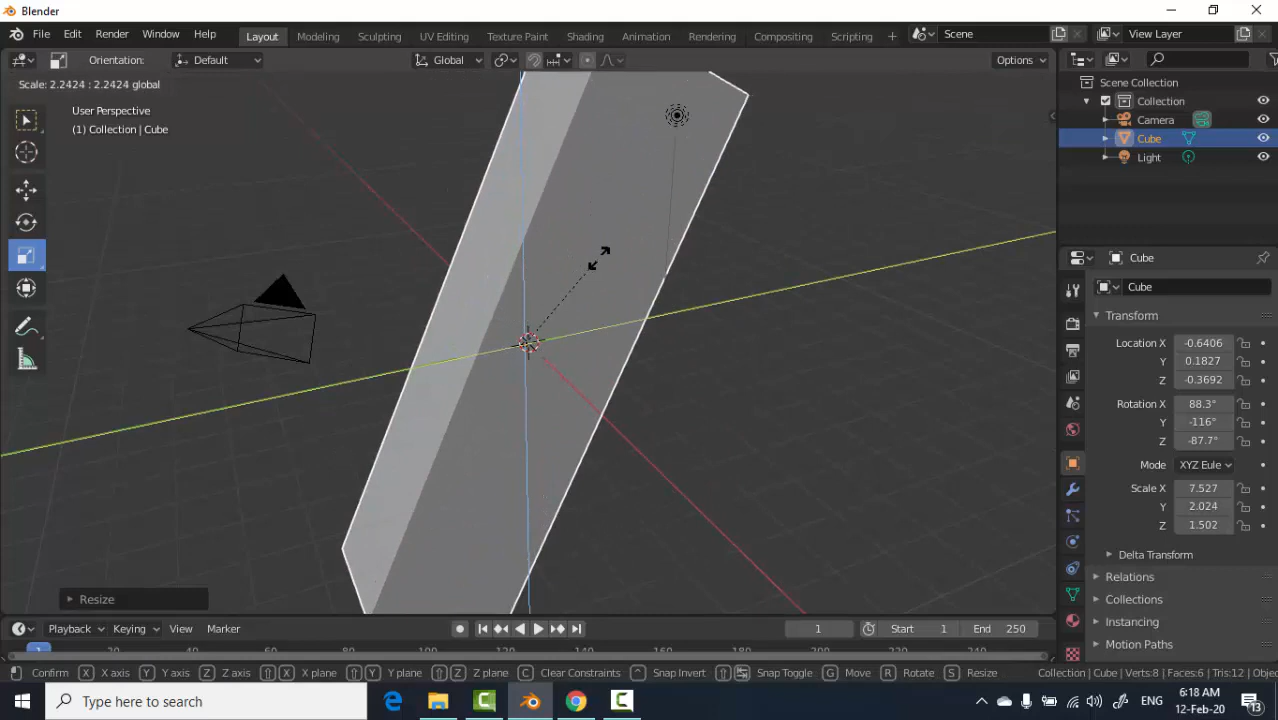 Blender
File Edit Render Window Help Layout Modeling Sculpting UV Editing Texture Paint Shading Animation Rendering Compositing Scripting + Scene View Layer
Orientation: Default Global Options
Scale: 2.2424 : 2.2424 global
User Perspective
(1) Collection | Cube
Scene Collection
Collection
Camera
Cube
Light
Cube
Cube
Transform
Location X -0.6406
Y 0.1827
Z -0.3692
Rotation X 88.3°
Y -116°
Z -87.7°
Mode XYZ Eule
Scale X 7.527
Y 2.024
Z 1.502
Delta Transform
Relations
Collections
Instancing
Motion Paths
Resize
Playback Keying View Marker 1 Start 1 End 250
Confirm X X axis Y Y axis Z Z axis X X plane Y Y plane Z Z plane C Clear Constraints Snap Invert Snap Toggle G Move R Rotate S Resize Collection | Cube | Verts:8 | Faces:6 | Tris:12 | Objec
Type here to search
ENG
6:18 AM
12-Feb-20
13